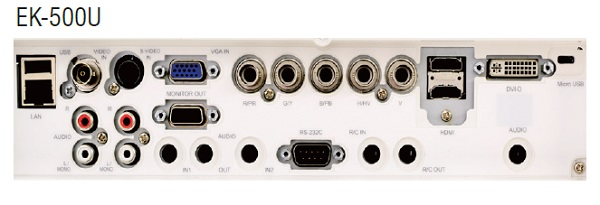 EK-500U
USB VIDEO IN S-VIDEO IN VGA IN Micro USB
LAN MONITOR OUT R/PR G/Y B/PB H/HV V DVI-D
R R HDMI
AUDIO AUDIO RS-232C R/C IN AUDIO
L/MONO L/MONO IN1 OUT IN2 R/C OUT